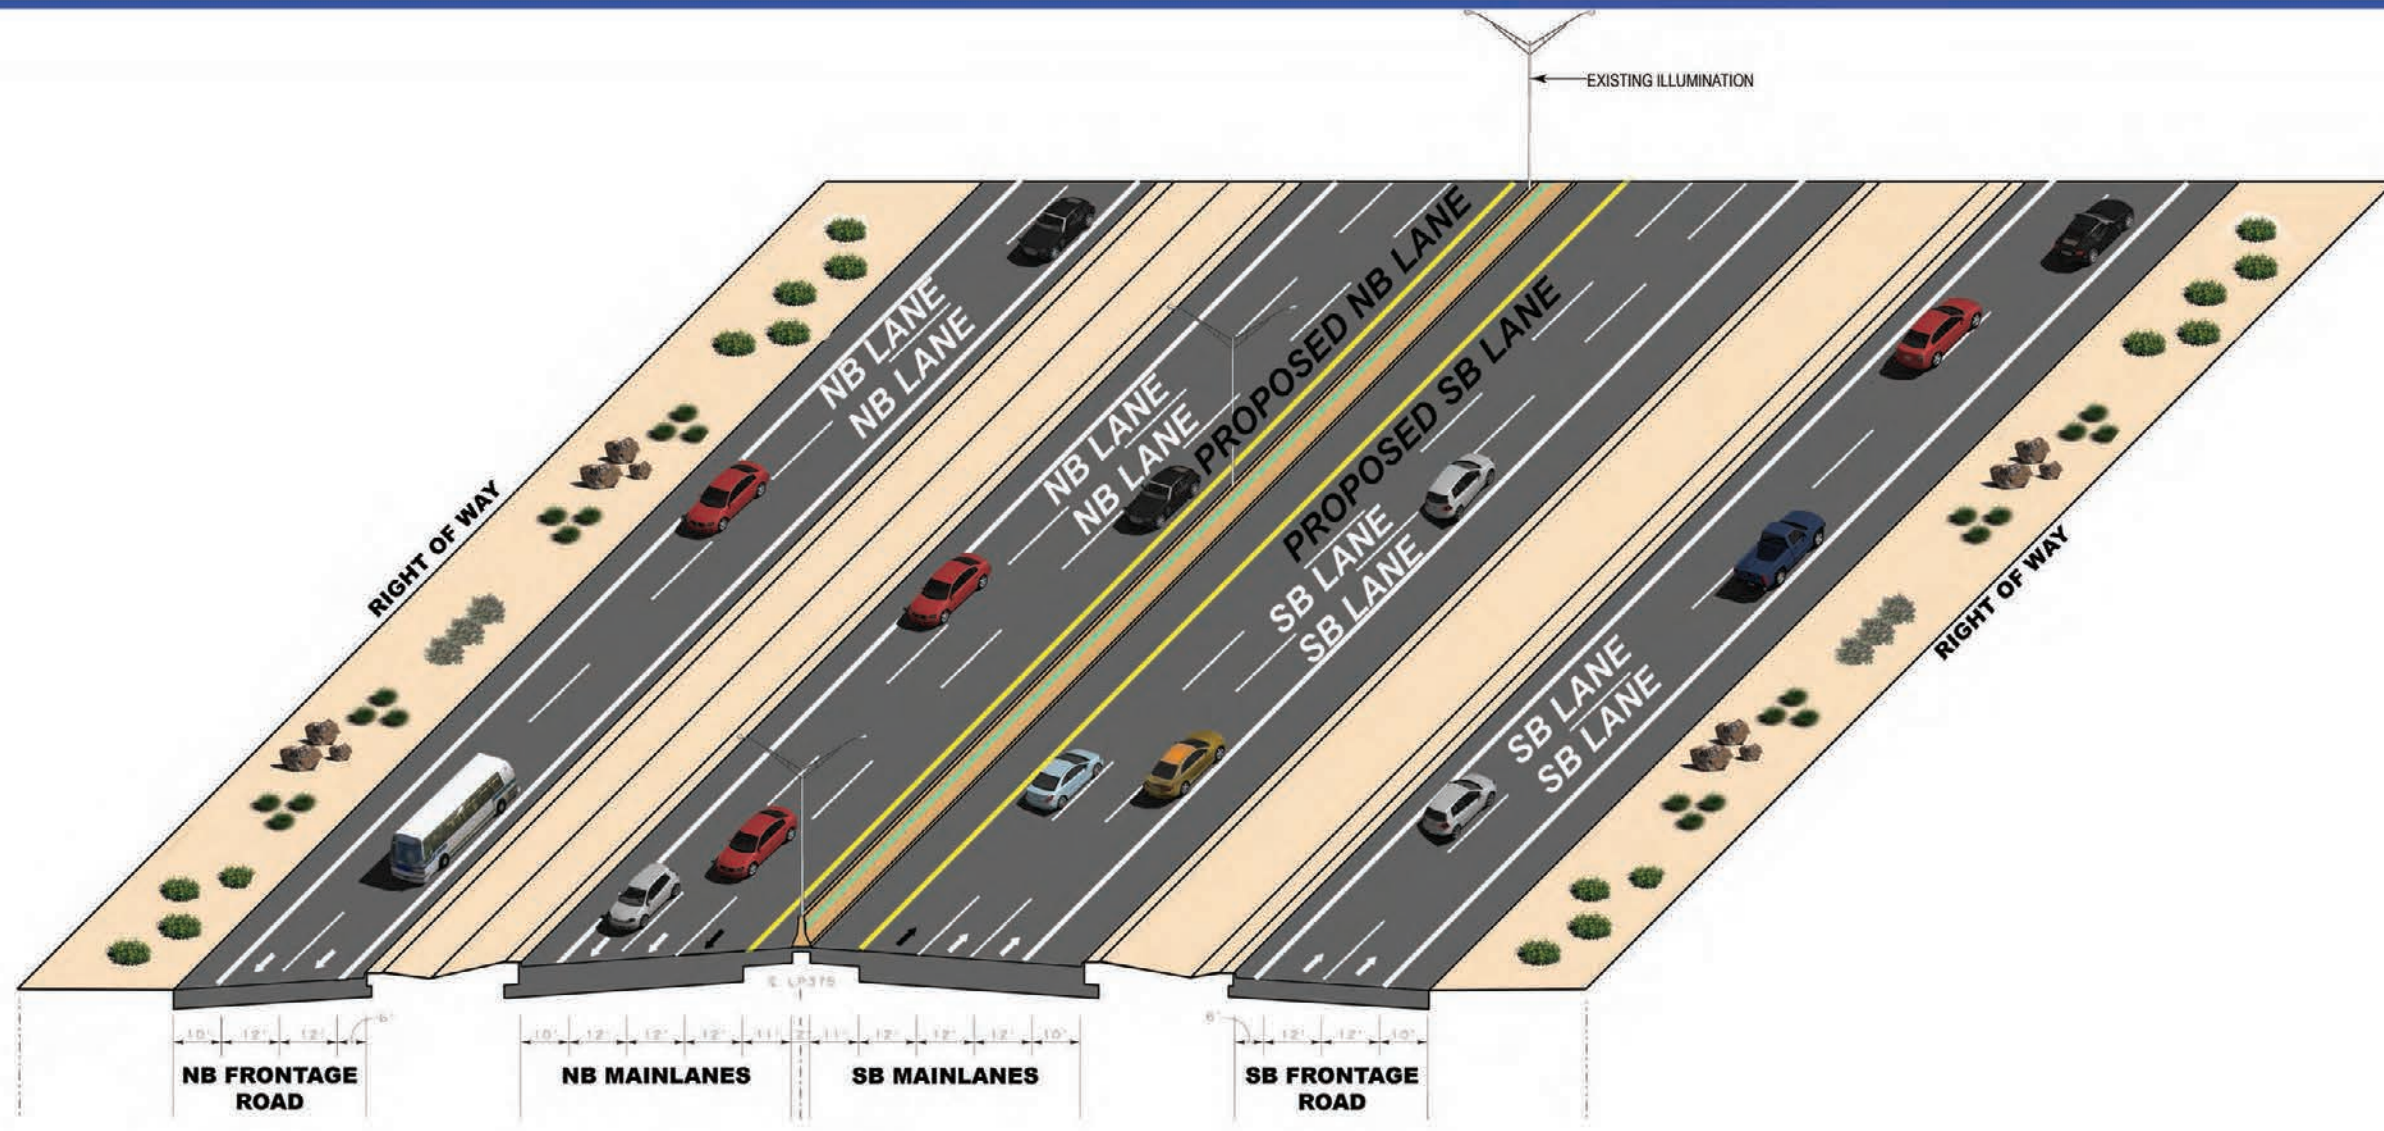 EXISTING ILLUMINATION
NB LANE
NB LANE
NB LANE
NB LANE
PROPOSED NB LANE
PROPOSED SB LANE
SB LANE
SB LANE
SB LANE
SB LANE
RIGHT OF WAY
RIGHT OF WAY
10' 12' 12' 6'
10' 12' 12' 12' 11' 2' 11' 12' 12' 12' 10'
6' 12' 12' 10'
NB FRONTAGE
ROAD
NB MAINLANES
SB MAINLANES
SB FRONTAGE
ROAD